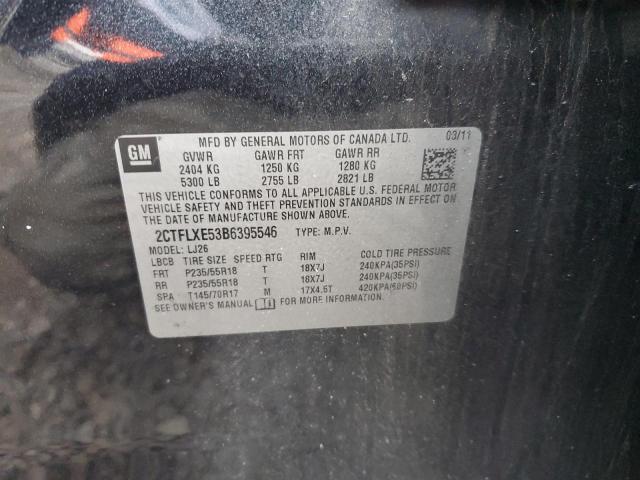 GM MFD BY GENERAL MOTORS OF CANADA LTD. 03/11
GVWR GAWR FRT GAWR RR
2404 KG 1250 KG 1280 KG
5300 LB 2755 LB 2821 LB
THIS VEHICLE CONFORMS TO ALL APPLICABLE U.S. FEDERAL MOTOR
VEHICLE SAFETY AND THEFT PREVENTION STANDARDS IN EFFECT ON THE
DATE OF MANUFACTURE SHOWN ABOVE.
2CTFLXE53B6395546 TYPE: M.P.V.
MODEL: LJ26
LBCB TIRE SIZE SPEED RTG RIM COLD TIRE PRESSURE
FRT P235/55R18 T 18X7J 240KPA(35PSI)
RR P235/55R18 T 18X7J 240KPA(35PSI)
SPA T145/70R17 M 17X4.5T 420KPA(60PSI)
SEE OWNER'S MANUAL FOR MORE INFORMATION.